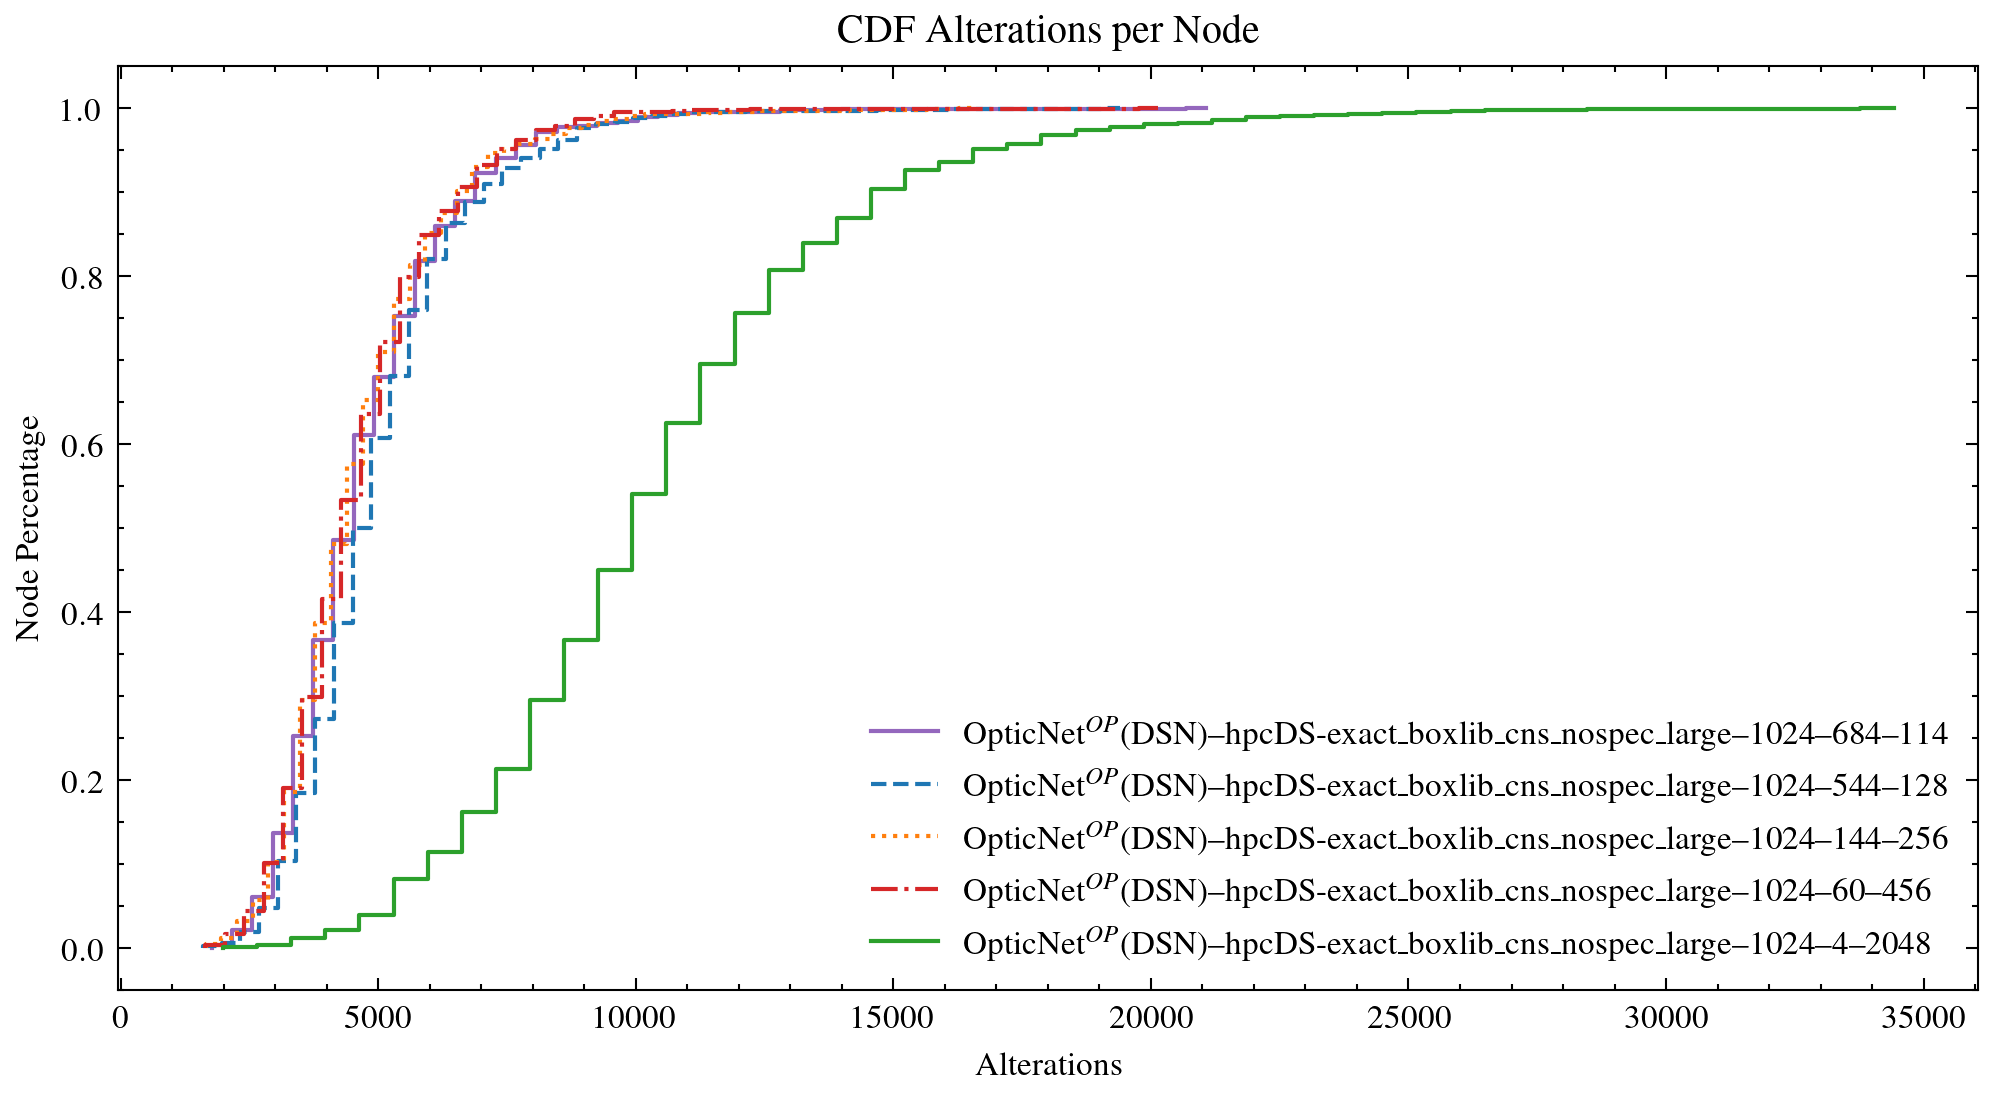 CDF Alterations per Node
1.0
0.8
0.6
0.4
0.2
0.0
Node Percentage
OpticNet^OP(DSN)–hpcDS-exact_boxlib_cns_nospec_large–1024–684–114
OpticNet^OP(DSN)–hpcDS-exact_boxlib_cns_nospec_large–1024–544–128
OpticNet^OP(DSN)–hpcDS-exact_boxlib_cns_nospec_large–1024–144–256
OpticNet^OP(DSN)–hpcDS-exact_boxlib_cns_nospec_large–1024–60–456
OpticNet^OP(DSN)–hpcDS-exact_boxlib_cns_nospec_large–1024–4–2048
0 5000 10000 15000 20000 25000 30000 35000
Alterations